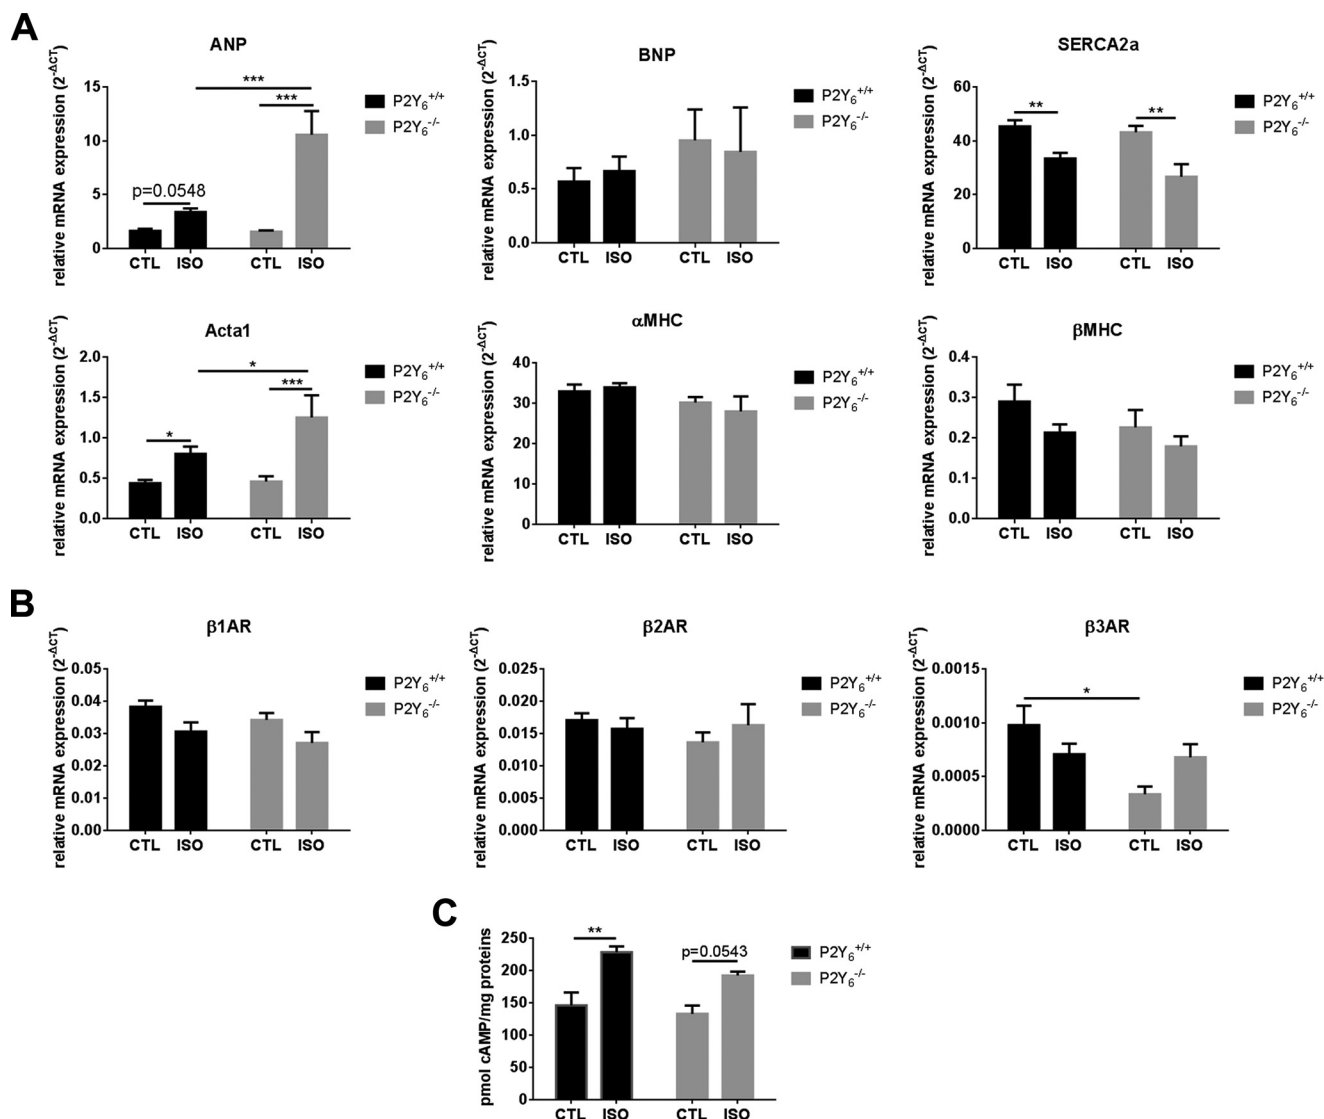 A
ANP
relative mRNA expression (2^-ΔCT)
15
10
5
0
***
***
p=0.0548
CTL ISO CTL ISO
P2Y6+/+
P2Y6-/-
BNP
relative mRNA expression (2^-ΔCT)
1.5
1.0
0.5
0.0
CTL ISO CTL ISO
P2Y6+/+
P2Y6-/-
SERCA2a
relative mRNA expression (2^-ΔCT)
60
40
20
0
** **
CTL ISO CTL ISO
P2Y6+/+
P2Y6-/-
Acta1
relative mRNA expression (2^-ΔCT)
2.0
1.5
1.0
0.5
0.0
*
***
*
CTL ISO CTL ISO
P2Y6+/+
P2Y6-/-
αMHC
relative mRNA expression (2^-ΔCT)
40
30
20
10
0
CTL ISO CTL ISO
P2Y6+/+
P2Y6-/-
βMHC
relative mRNA expression (2^-ΔCT)
0.4
0.3
0.2
0.1
0.0
CTL ISO CTL ISO
P2Y6+/+
P2Y6-/-
B
β1AR
relative mRNA expression (2^-ΔCT)
0.05
0.04
0.03
0.02
0.01
0.00
CTL ISO CTL ISO
P2Y6+/+
P2Y6-/-
β2AR
relative mRNA expression (2^-ΔCT)
0.025
0.020
0.015
0.010
0.005
0.000
CTL ISO CTL ISO
P2Y6+/+
P2Y6-/-
β3AR
relative mRNA expression (2^-ΔCT)
0.0015
0.0010
0.0005
0.0000
*
CTL ISO CTL ISO
P2Y6+/+
P2Y6-/-
C
pmol cAMP/mg proteins
250
200
150
100
50
0
**
p=0.0543
CTL ISO CTL ISO
P2Y6+/+
P2Y6-/-